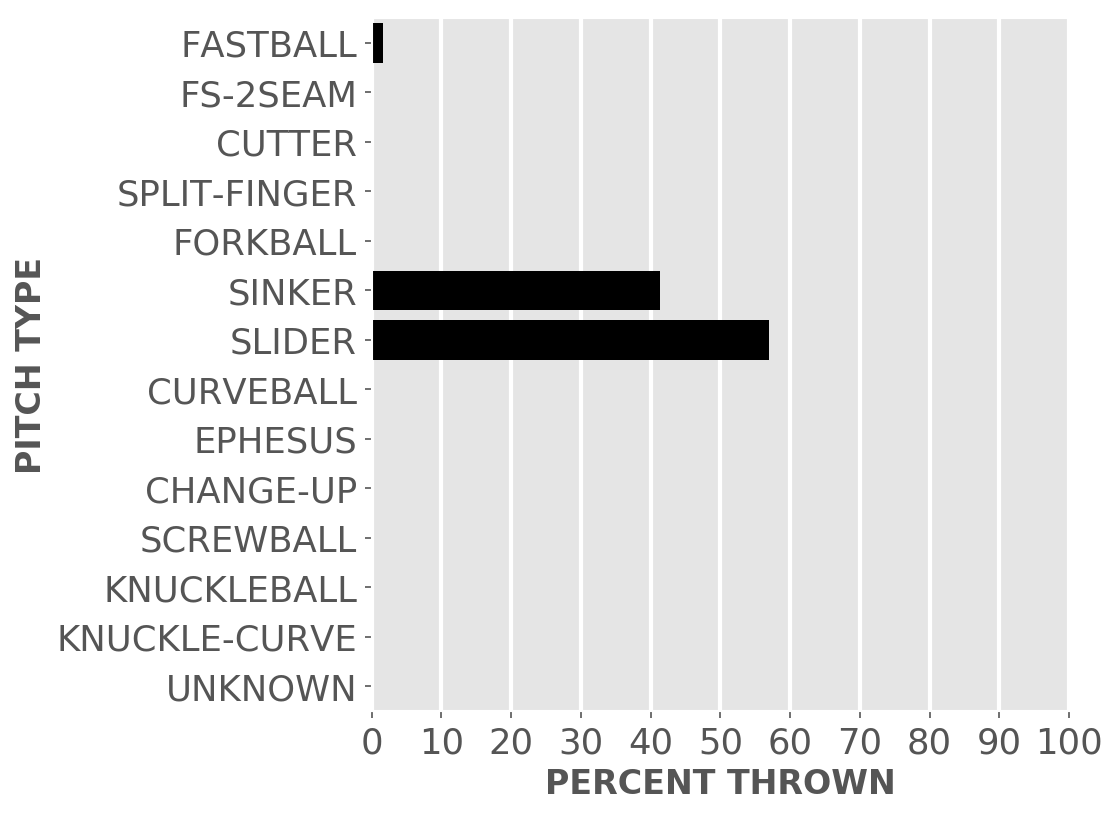 FASTBALL
FS-2SEAM
CUTTER
SPLIT-FINGER
FORKBALL
SINKER
SLIDER
CURVEBALL
EPHESUS
CHANGE-UP
SCREWBALL
KNUCKLEBALL
KNUCKLE-CURVE
UNKNOWN
PITCH TYPE
0 10 20 30 40 50 60 70 80 90 100
PERCENT THROWN